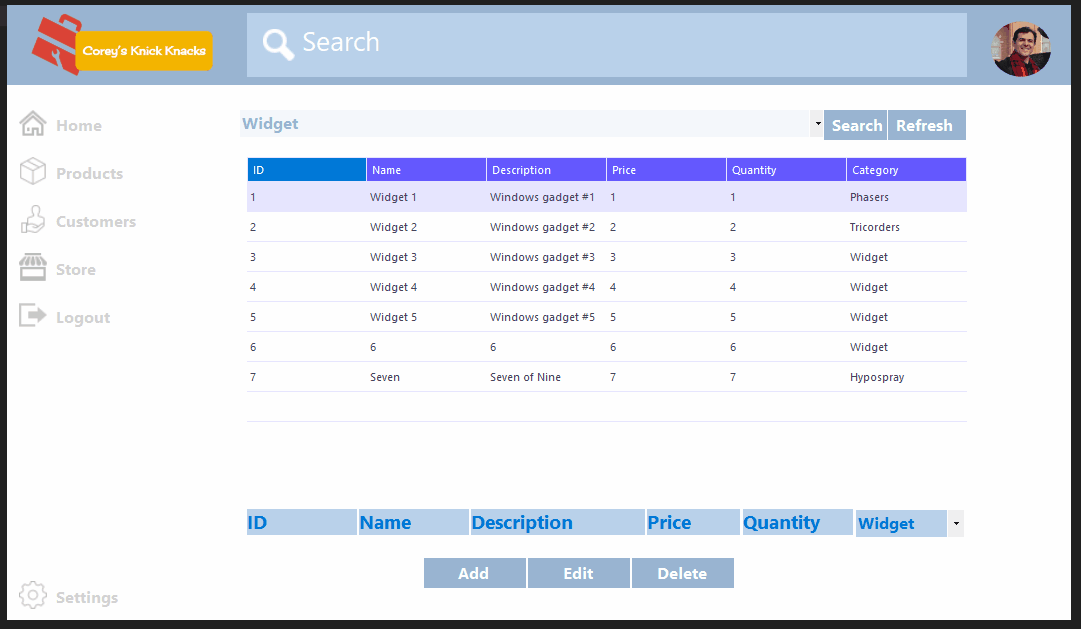 Corey's Knick Knacks
Search
Home
Products
Customers
Store
Logout
Settings
Widget Search Refresh
ID Name Description Price Quantity Category
1 Widget 1 Windows gadget #1 1 1 Phasers
2 Widget 2 Windows gadget #2 2 2 Tricorders
3 Widget 3 Windows gadget #3 3 3 Widget
4 Widget 4 Windows gadget #4 4 4 Widget
5 Widget 5 Windows gadget #5 5 5 Widget
6 6 6 6 6 Widget
7 Seven Seven of Nine 7 7 Hypospray
ID Name Description Price Quantity Widget
Add Edit Delete